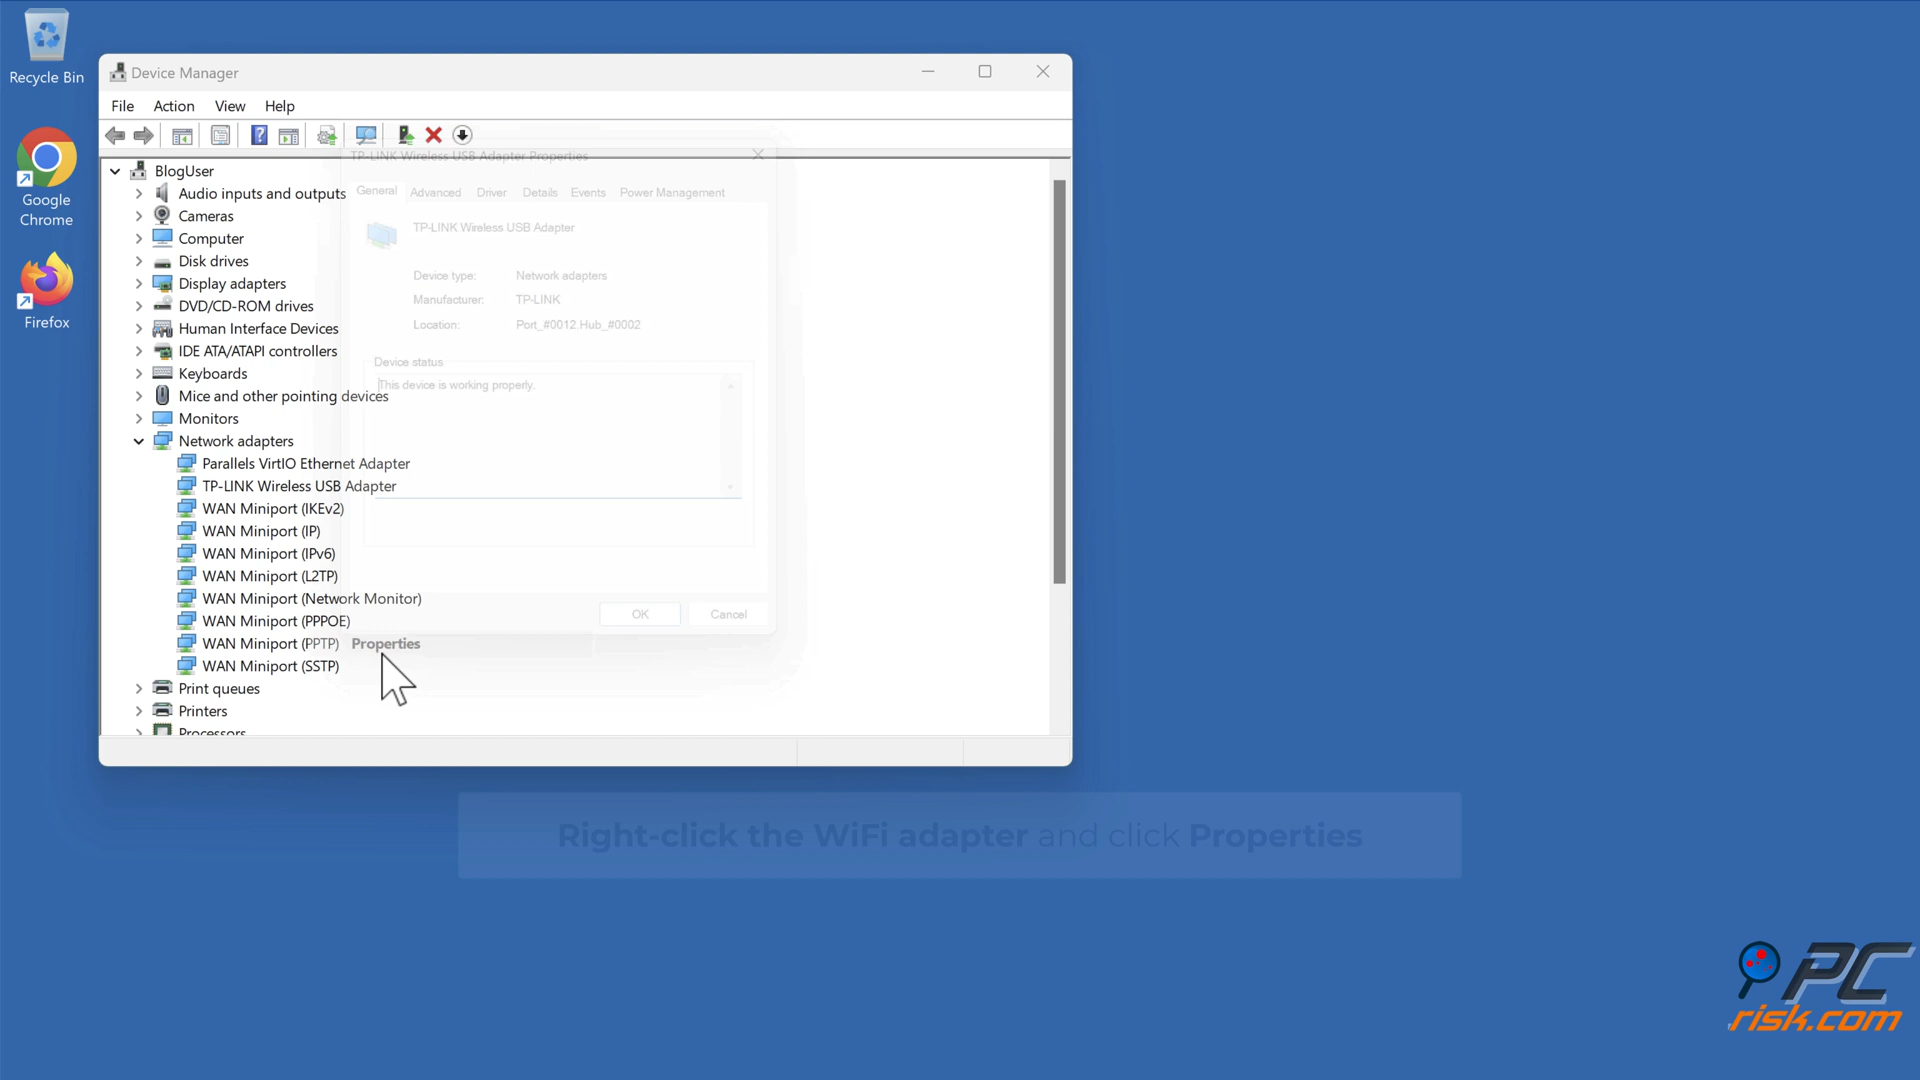 Recycle Bin
Google
Chrome
Firefox
Device Manager
File Action View Help
BlogUser
Audio inputs and outputs
Cameras
Computer
Disk drives
Display adapters
DVD/CD-ROM drives
Human Interface Devices
IDE ATA/ATAPI controllers
Keyboards
Mice and other pointing devices
Monitors
Network adapters
Parallels VirtIO Ethernet Adapter
TP-LINK Wireless USB Adapter
WAN Miniport (IKEv2)
WAN Miniport (IP)
WAN Miniport (IPv6)
WAN Miniport (L2TP)
WAN Miniport (Network Monitor)
WAN Miniport (PPPOE)
WAN Miniport (PPTP)
WAN Miniport (SSTP)
Print queues
Printers
Processors
TP-LINK Wireless USB Adapter Properties
General Advanced Driver Details Events Power Management
TP-LINK Wireless USB Adapter
Device type: Network adapters
Manufacturer: TP-LINK
Location: Port_#0012.Hub_#0002
Device status
This device is working properly.
OK Cancel
Properties
Right-click the WiFi adapter and click Properties
PC
risk.com